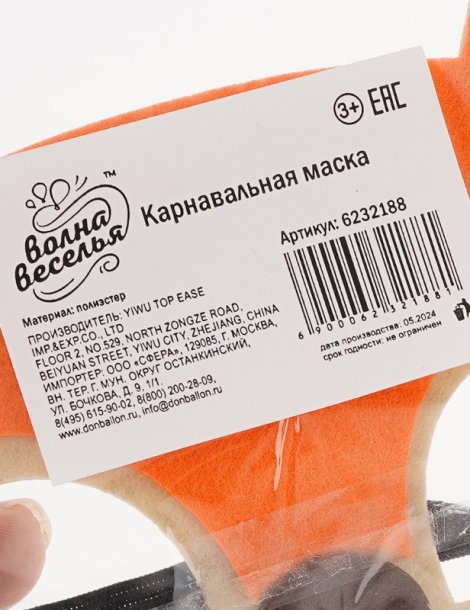 3+ EAC
волна
веселья
TM
Карнавальная маска
Артикул: 6232188
6 900062 321881
дата производства: 05.2024
срок годности: не ограничен
Материал: полиэстер
ПРОИЗВОДИТЕЛЬ: YIWU TOP EASE
IMP.&EXP.CO., LTD
FLOOR 2, NO.529, NORTH ZONGZE ROAD,
BEIYUAN STREET, YIWU CITY, ZHEJIANG, CHINA
ИМПОРТЕР: ООО «СФЕРА», 129085, Г. МОСКВА,
ВН. ТЕР. Г. МУН. ОКРУГ ОСТАНКИНСКИЙ,
УЛ. БОЧКОВА, Д. 9, 1/1.
8(495) 615-90-02, 8(800) 200-28-09,
www.donballon.ru, info@donballon.ru